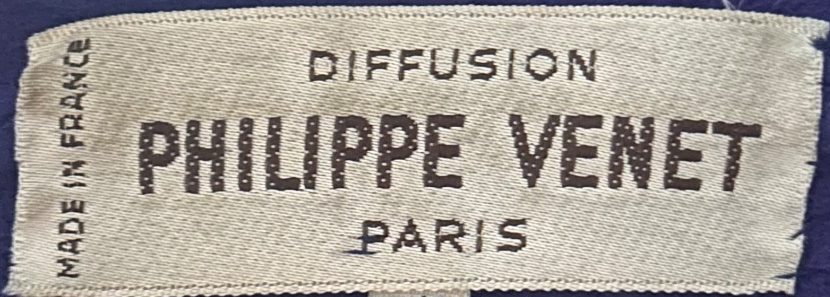 MADE IN FRANCE
DIFFUSION
PHILIPPE VENET
PARIS